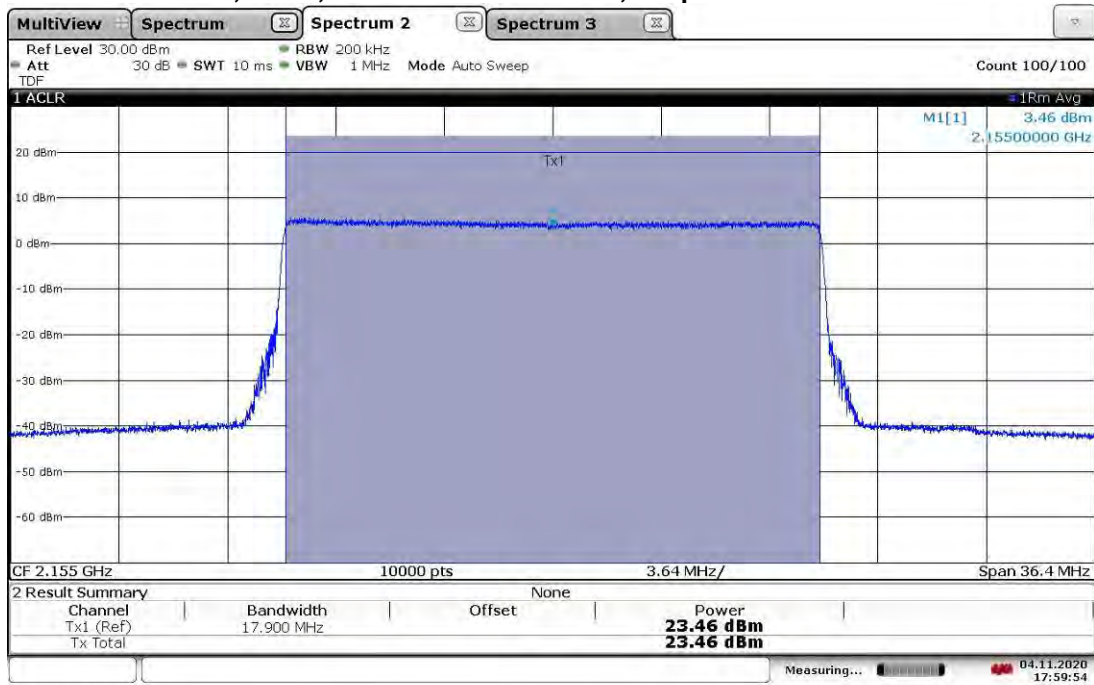 MultiView Spectrum Spectrum 2 Spectrum 3
Ref Level 30.00 dBm RBW 200 kHz
Att 30 dB SWT 10 ms VBW 1 MHz Mode Auto Sweep Count 100/100
TDF
1 ACLR 1Rm Avg
M1[1] 3.46 dBm
2.15500000 GHz
20 dBm
Tx1
10 dBm
0 dBm
-10 dBm
-20 dBm
-30 dBm
-40 dBm
-50 dBm
-60 dBm
CF 2.155 GHz 10000 pts 3.64 MHz/ Span 36.4 MHz
2 Result Summary None
Channel Bandwidth Offset Power
Tx1 (Ref) 17.900 MHz 23.46 dBm
Tx Total 23.46 dBm
Measuring... 04.11.2020
17:59:54